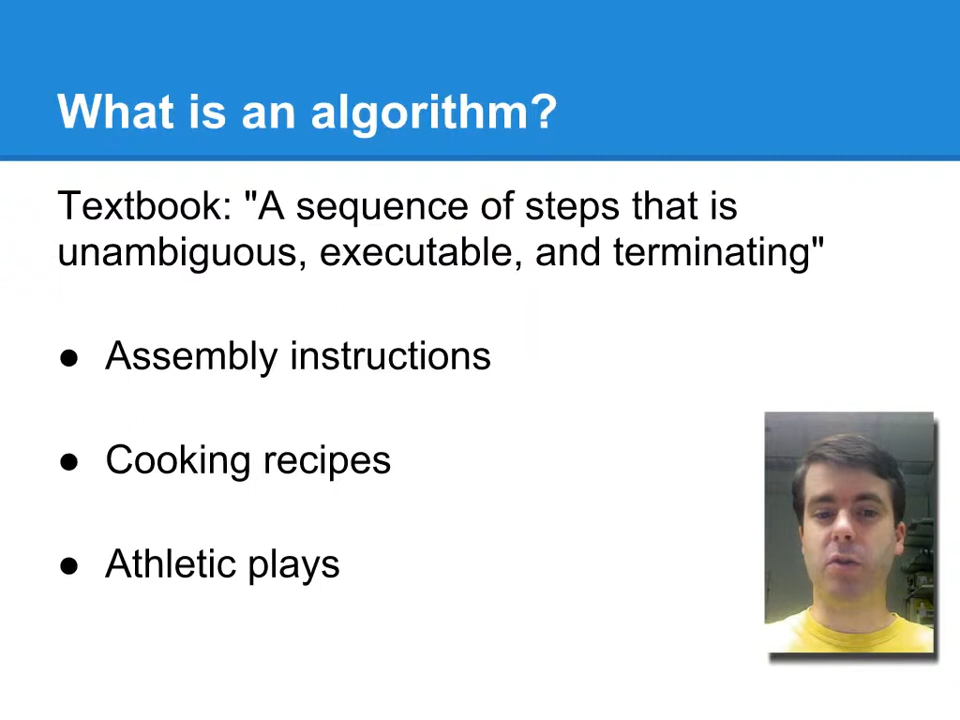 What is an algorithm?
Textbook: "A sequence of steps that is
unambiguous, executable, and terminating"
● Assembly instructions
● Cooking recipes
● Athletic plays